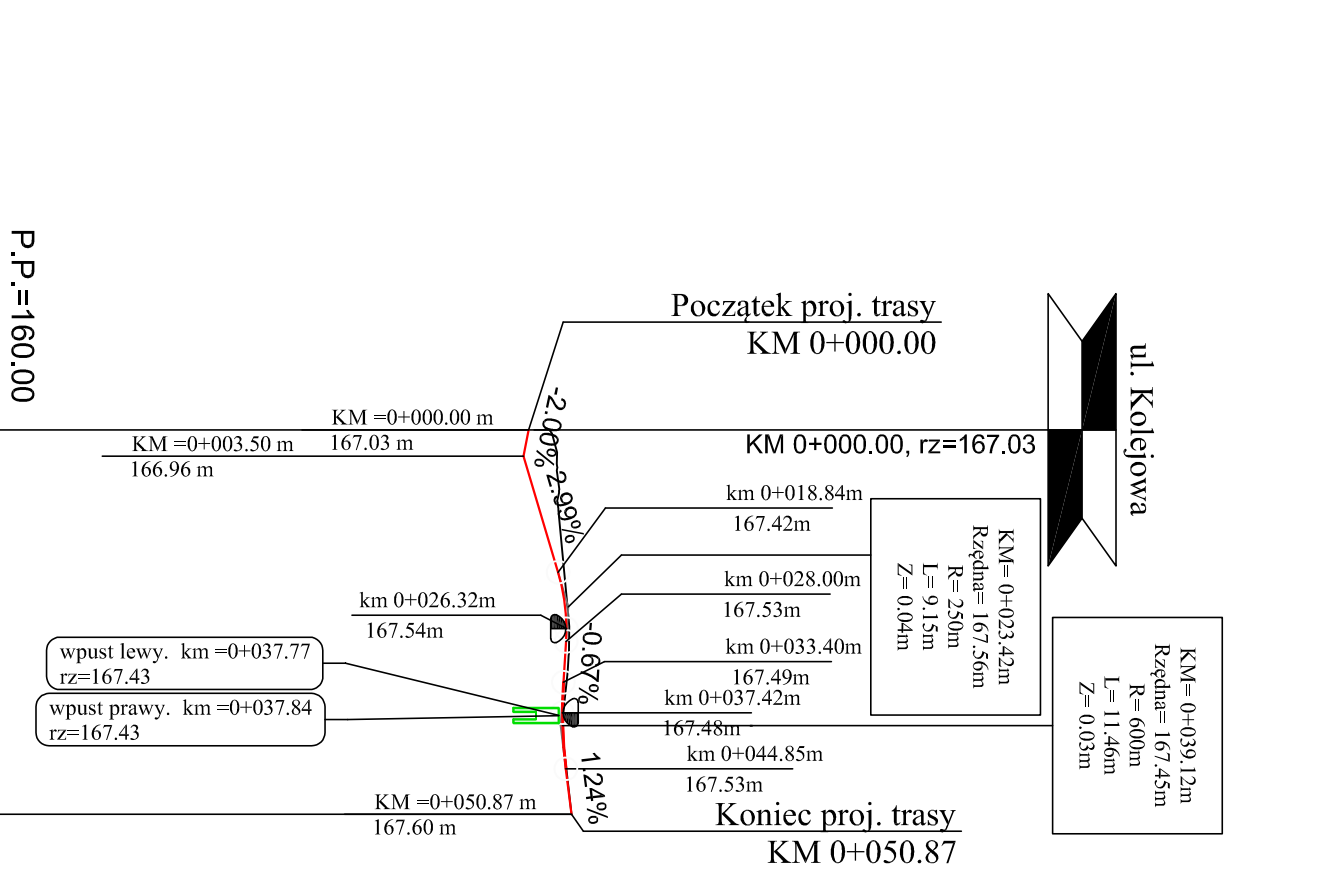 P.P.=160.00
Początek proj. trasy
KM 0+000.00
ul. Kolejowa
KM =0+000.00 m
167.03 m
KM =0+003.50 m
166.96 m
-2.00%
2.99%
KM 0+000.00, rz=167.03
km 0+018.84m
167.42m
KM= 0+023.42m
Rzędna= 167.56m
R= 250m
L= 9.15m
Z= 0.04m
km 0+028.00m
167.53m
km 0+026.32m
167.54m
-0.67%
km 0+033.40m
167.49m
wpust lewy. km =0+037.77
rz=167.43
wpust prawy. km =0+037.84
rz=167.43
km 0+037.42m
167.48m
KM= 0+039.12m
Rzędna= 167.45m
R= 600m
L= 11.46m
Z= 0.03m
km 0+044.85m
167.53m
1.24%
KM =0+050.87 m
167.60 m
Koniec proj. trasy
KM 0+050.87